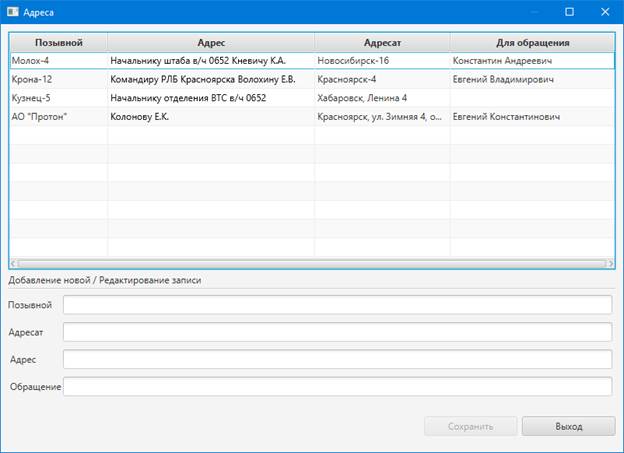 Адреса
Позывной Адрес Адресат Для обращения
Молох-4 Начальнику штаба в/ч 0652 Кневичу К.А. Новосибирск-16 Константин Андреевич
Крона-12 Командиру РЛБ Красноярска Волохину Е.В. Красноярск-4 Евгений Владимирович
Кузнец-5 Начальнику отделения ВТС в/ч 0652 Хабаровск, Ленина 4
АО "Протон" Колонову Е.К. Красноярск, ул. Зимняя 4, о... Евгений Константинович
Добавление новой / Редактирование записи
Позывной
Адресат
Адрес
Обращение
Сохранить Выход